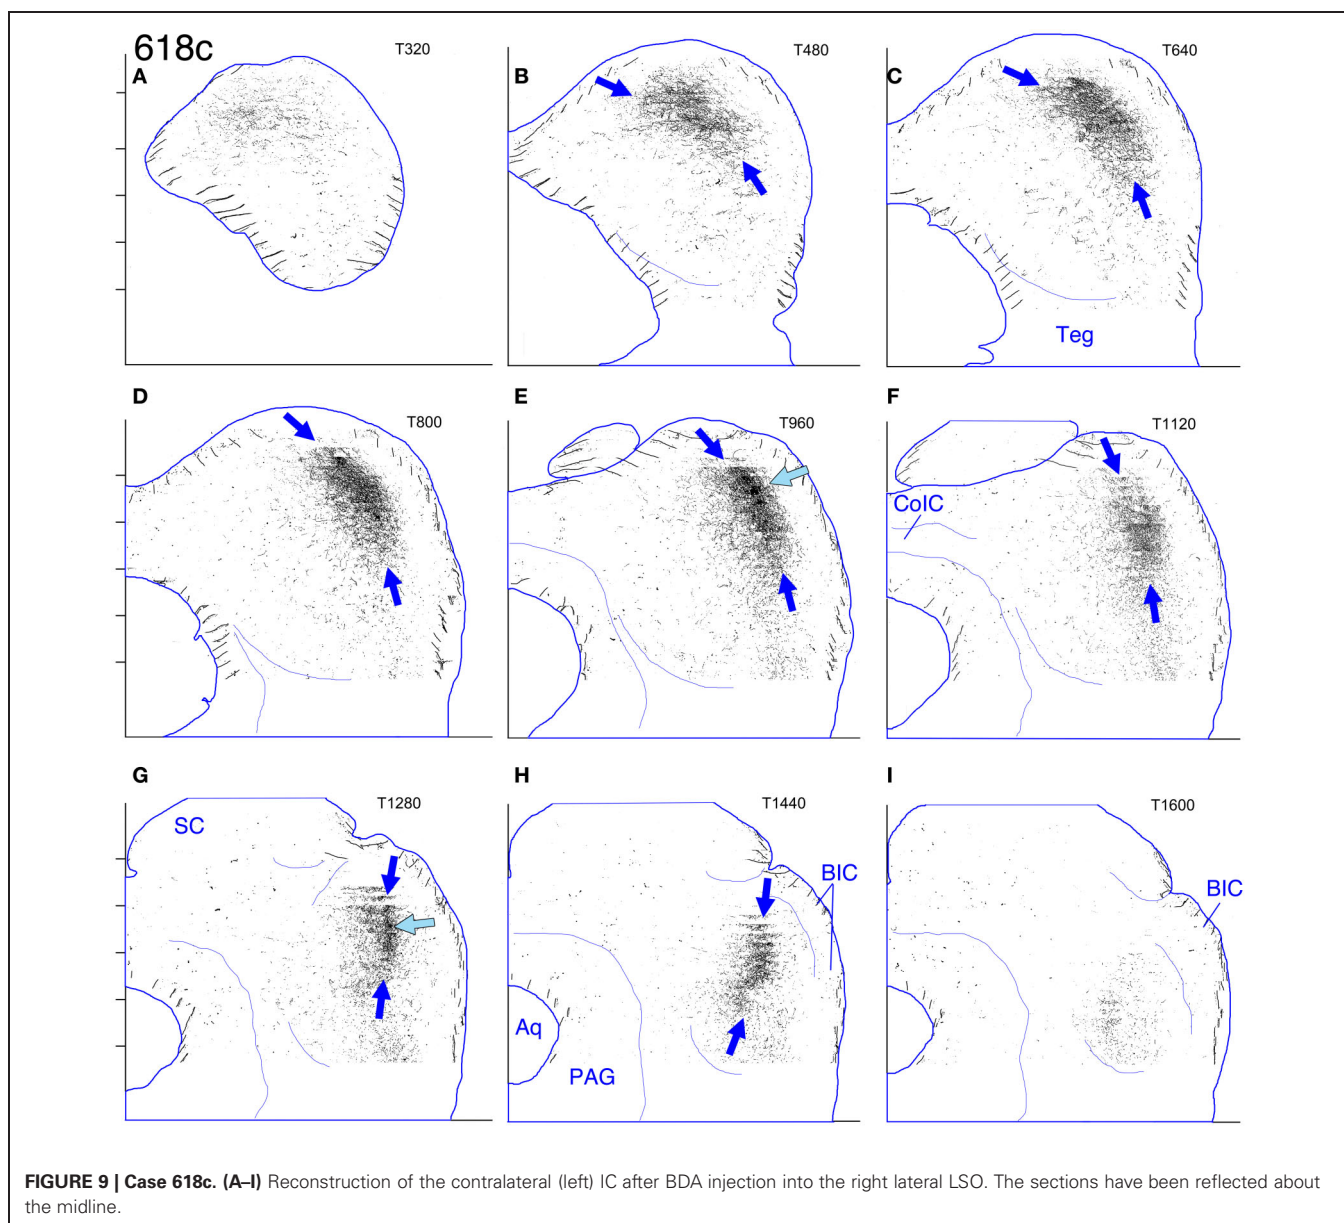 618c
A
T320
B
T480
C
T640
Teg
D
T800
E
T960
F
T1120
CoIC
G
T1280
SC
H
T1440
BIC
Aq
PAG
I
T1600
BIC
FIGURE 9 | Case 618c. (A–I) Reconstruction of the contralateral (left) IC after BDA injection into the right lateral LSO. The sections have been reflected about
the midline.